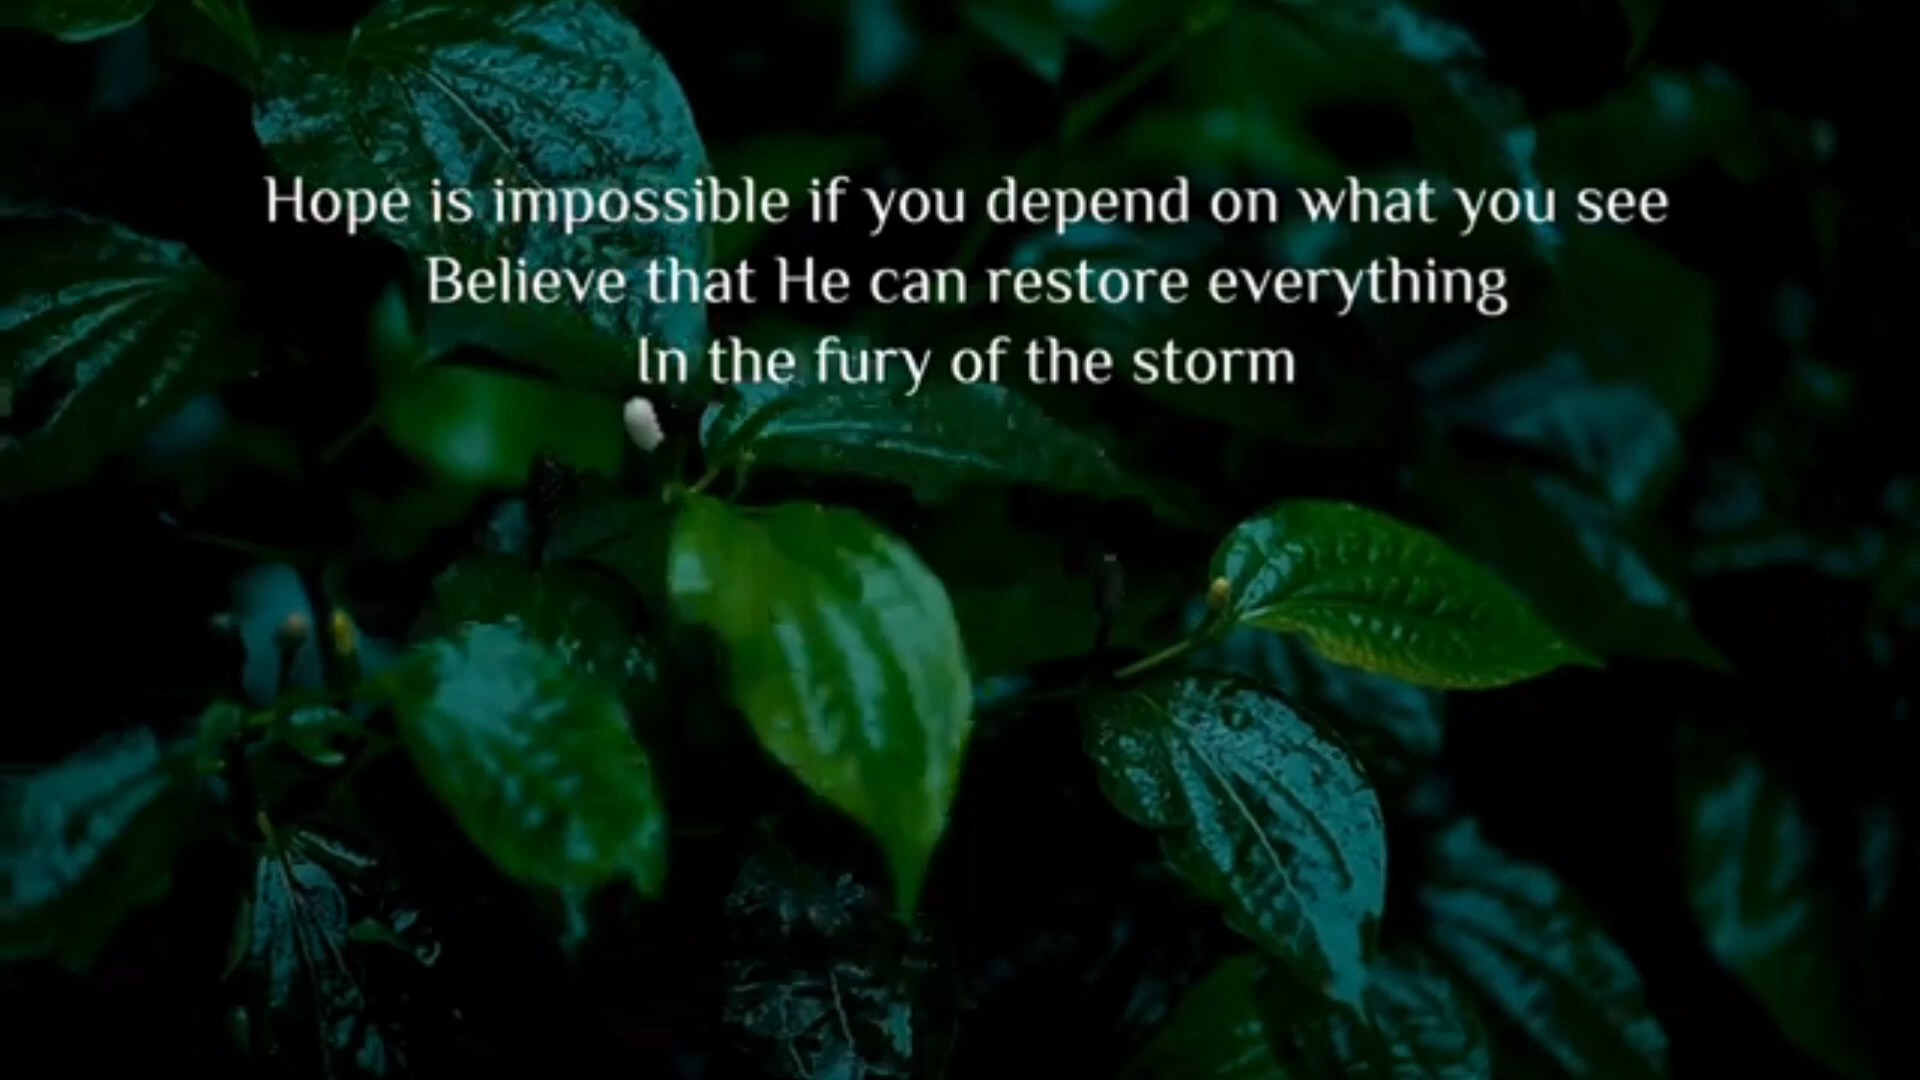 Hope is impossible if you depend on what you see
Believe that He can restore everything
In the fury of the storm